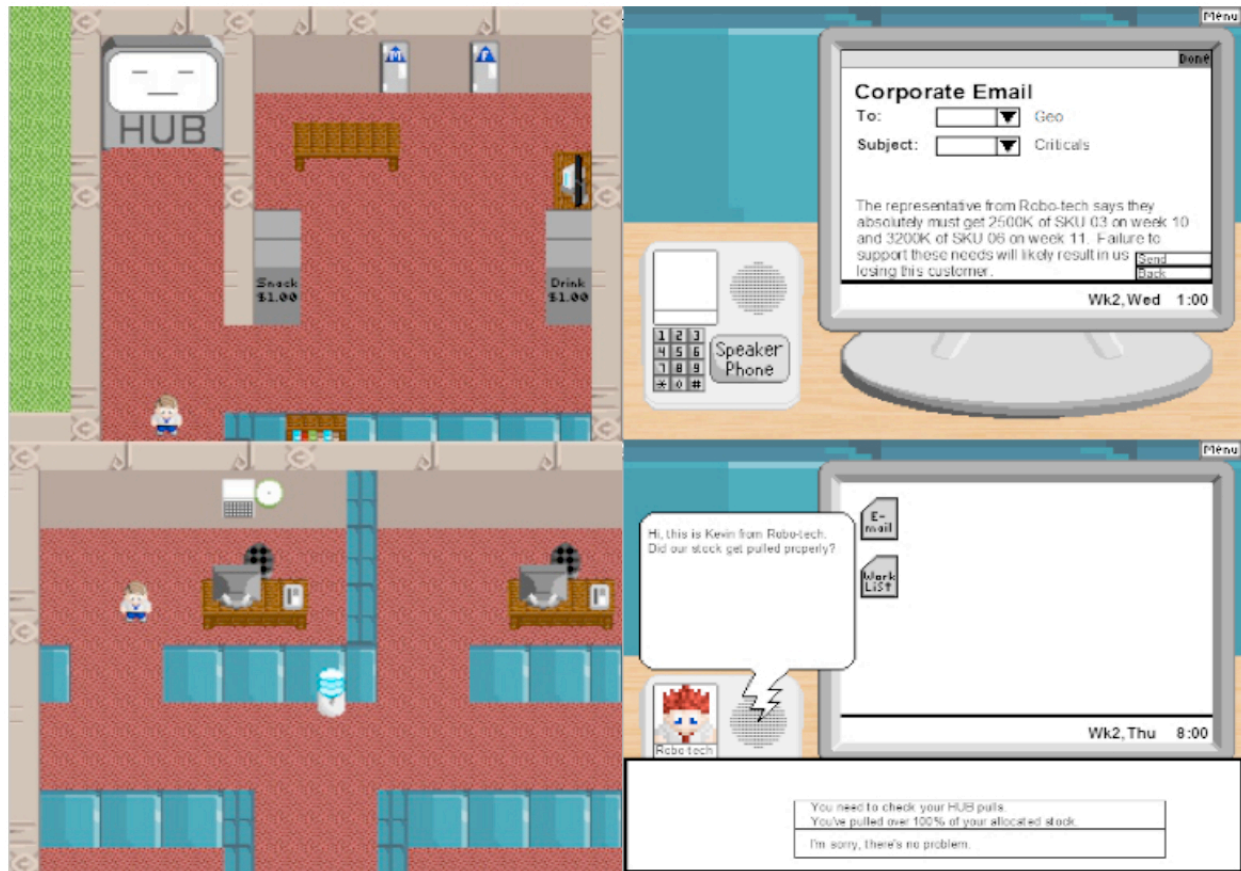 M
F
HUB
Snack
$1.00
Drink
$1.00
Menu
Done
Corporate Email
To:
Geo
Subject:
Criticals
The representative from Robo-tech says they
absolutely must get 2500K of SKU 03 on week 10
and 3200K of SKU 06 on week 11. Failure to
support these needs will likely result in us
losing this customer.
Send
Back
Wk2, Wed 1:00
1 2 3
4 5 6
7 8 9
* 0 #
Speaker
Phone
Menu
E-
mail
Work
List
Hi, this is Kevin from Robo-tech.
Did our stock get pulled properly?
Robo-tech
Wk2, Thu 8:00
You need to check your HUB pulls.
You've pulled over 100% of your allocated stock.
I'm sorry, there's no problem.